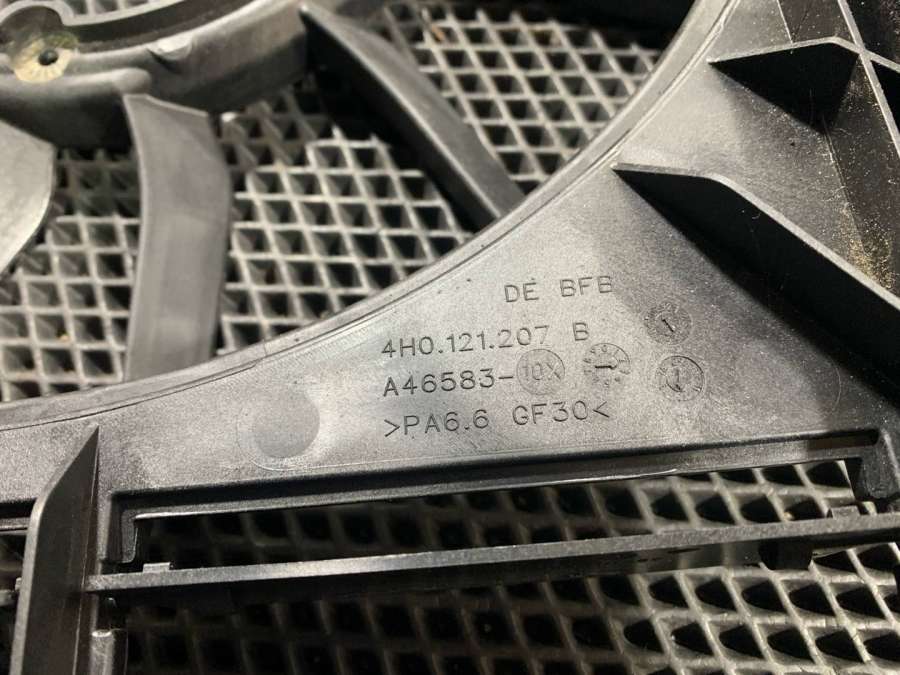 DE BFB
4H0.121.207 B
A46583-10X
>PA6.6 GF30<